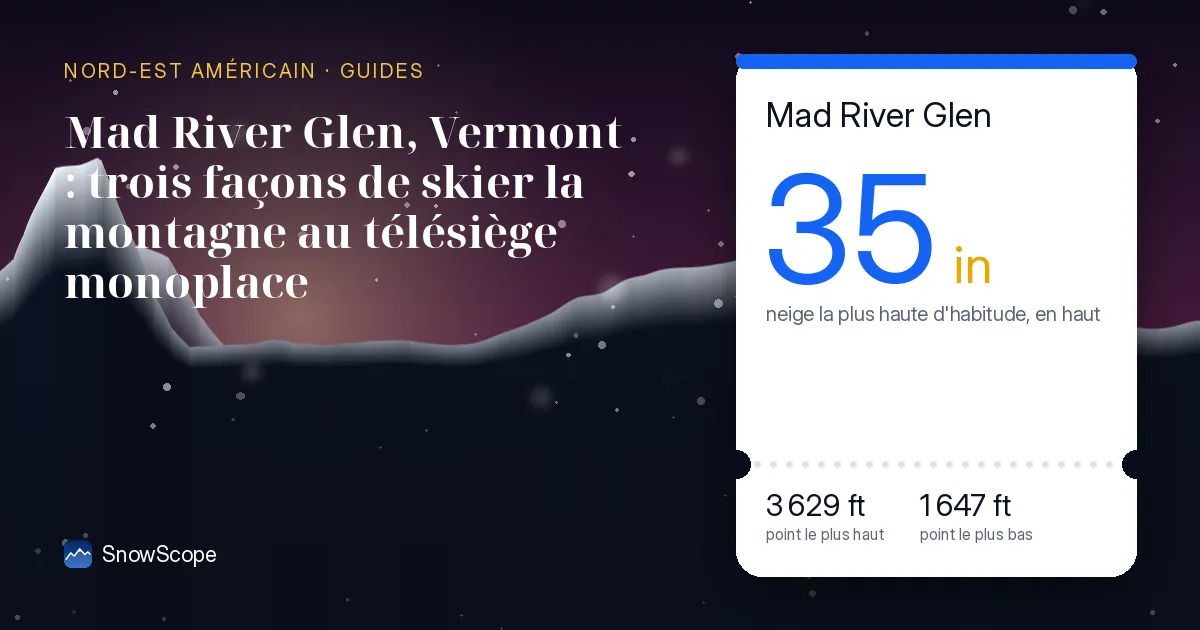 NORD-EST AMÉRICAIN · GUIDES
Mad River Glen, Vermont
: trois façons de skier la
montagne au télésiège
monoplace
SnowScope
Mad River Glen
35 in
neige la plus haute d'habitude, en haut
3 629 ft
point le plus haut
1 647 ft
point le plus bas